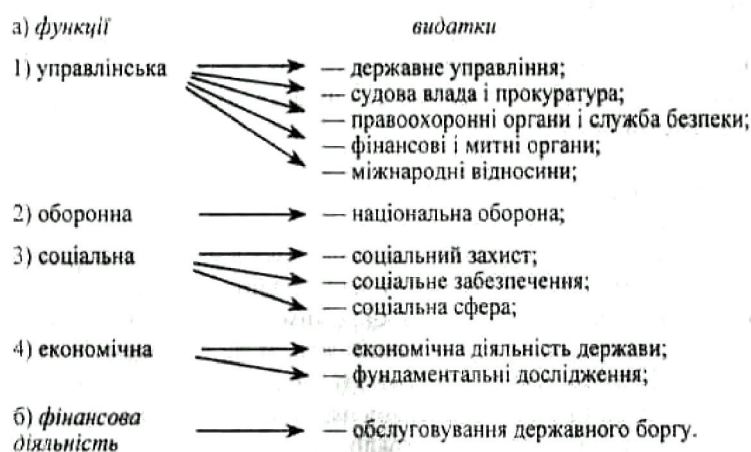 а) функції видатки
1) управлінська — державне управління;
— судова влада і прокуратура;
— правоохоронні органи і служба безпеки;
— фінансові і митні органи;
— міжнародні відносини;
2) оборонна — національна оборона;
3) соціальна — соціальний захист;
— соціальне забезпечення;
— соціальна сфера;
4) економічна — економічна діяльність держави;
— фундаментальні дослідження;
б) фінансова
діяльність — обслуговування державного боргу.